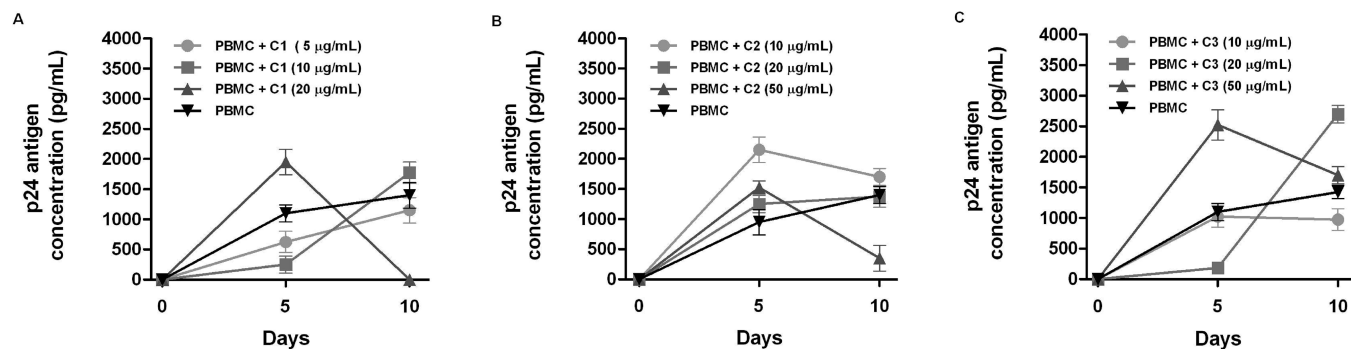 A
p24 antigen
concentration (pg/mL)
4000
3500
3000
2500
2000
1500
1000
500
0
PBMC + C1 ( 5 µg/mL)
PBMC + C1 (10 µg/mL)
PBMC + C1 (20 µg/mL)
PBMC
0 5 10
Days
B
p24 antigen
concentration (pg/mL)
4000
3500
3000
2500
2000
1500
1000
500
0
PBMC + C2 (10 µg/mL)
PBMC + C2 (20 µg/mL)
PBMC + C2 (50 µg/mL)
PBMC
0 5 10
Days
C
p24 antigen
concentration (pg/mL)
4000
3500
3000
2500
2000
1500
1000
500
0
PBMC + C3 (10 µg/mL)
PBMC + C3 (20 µg/mL)
PBMC + C3 (50 µg/mL)
PBMC
0 5 10
Days